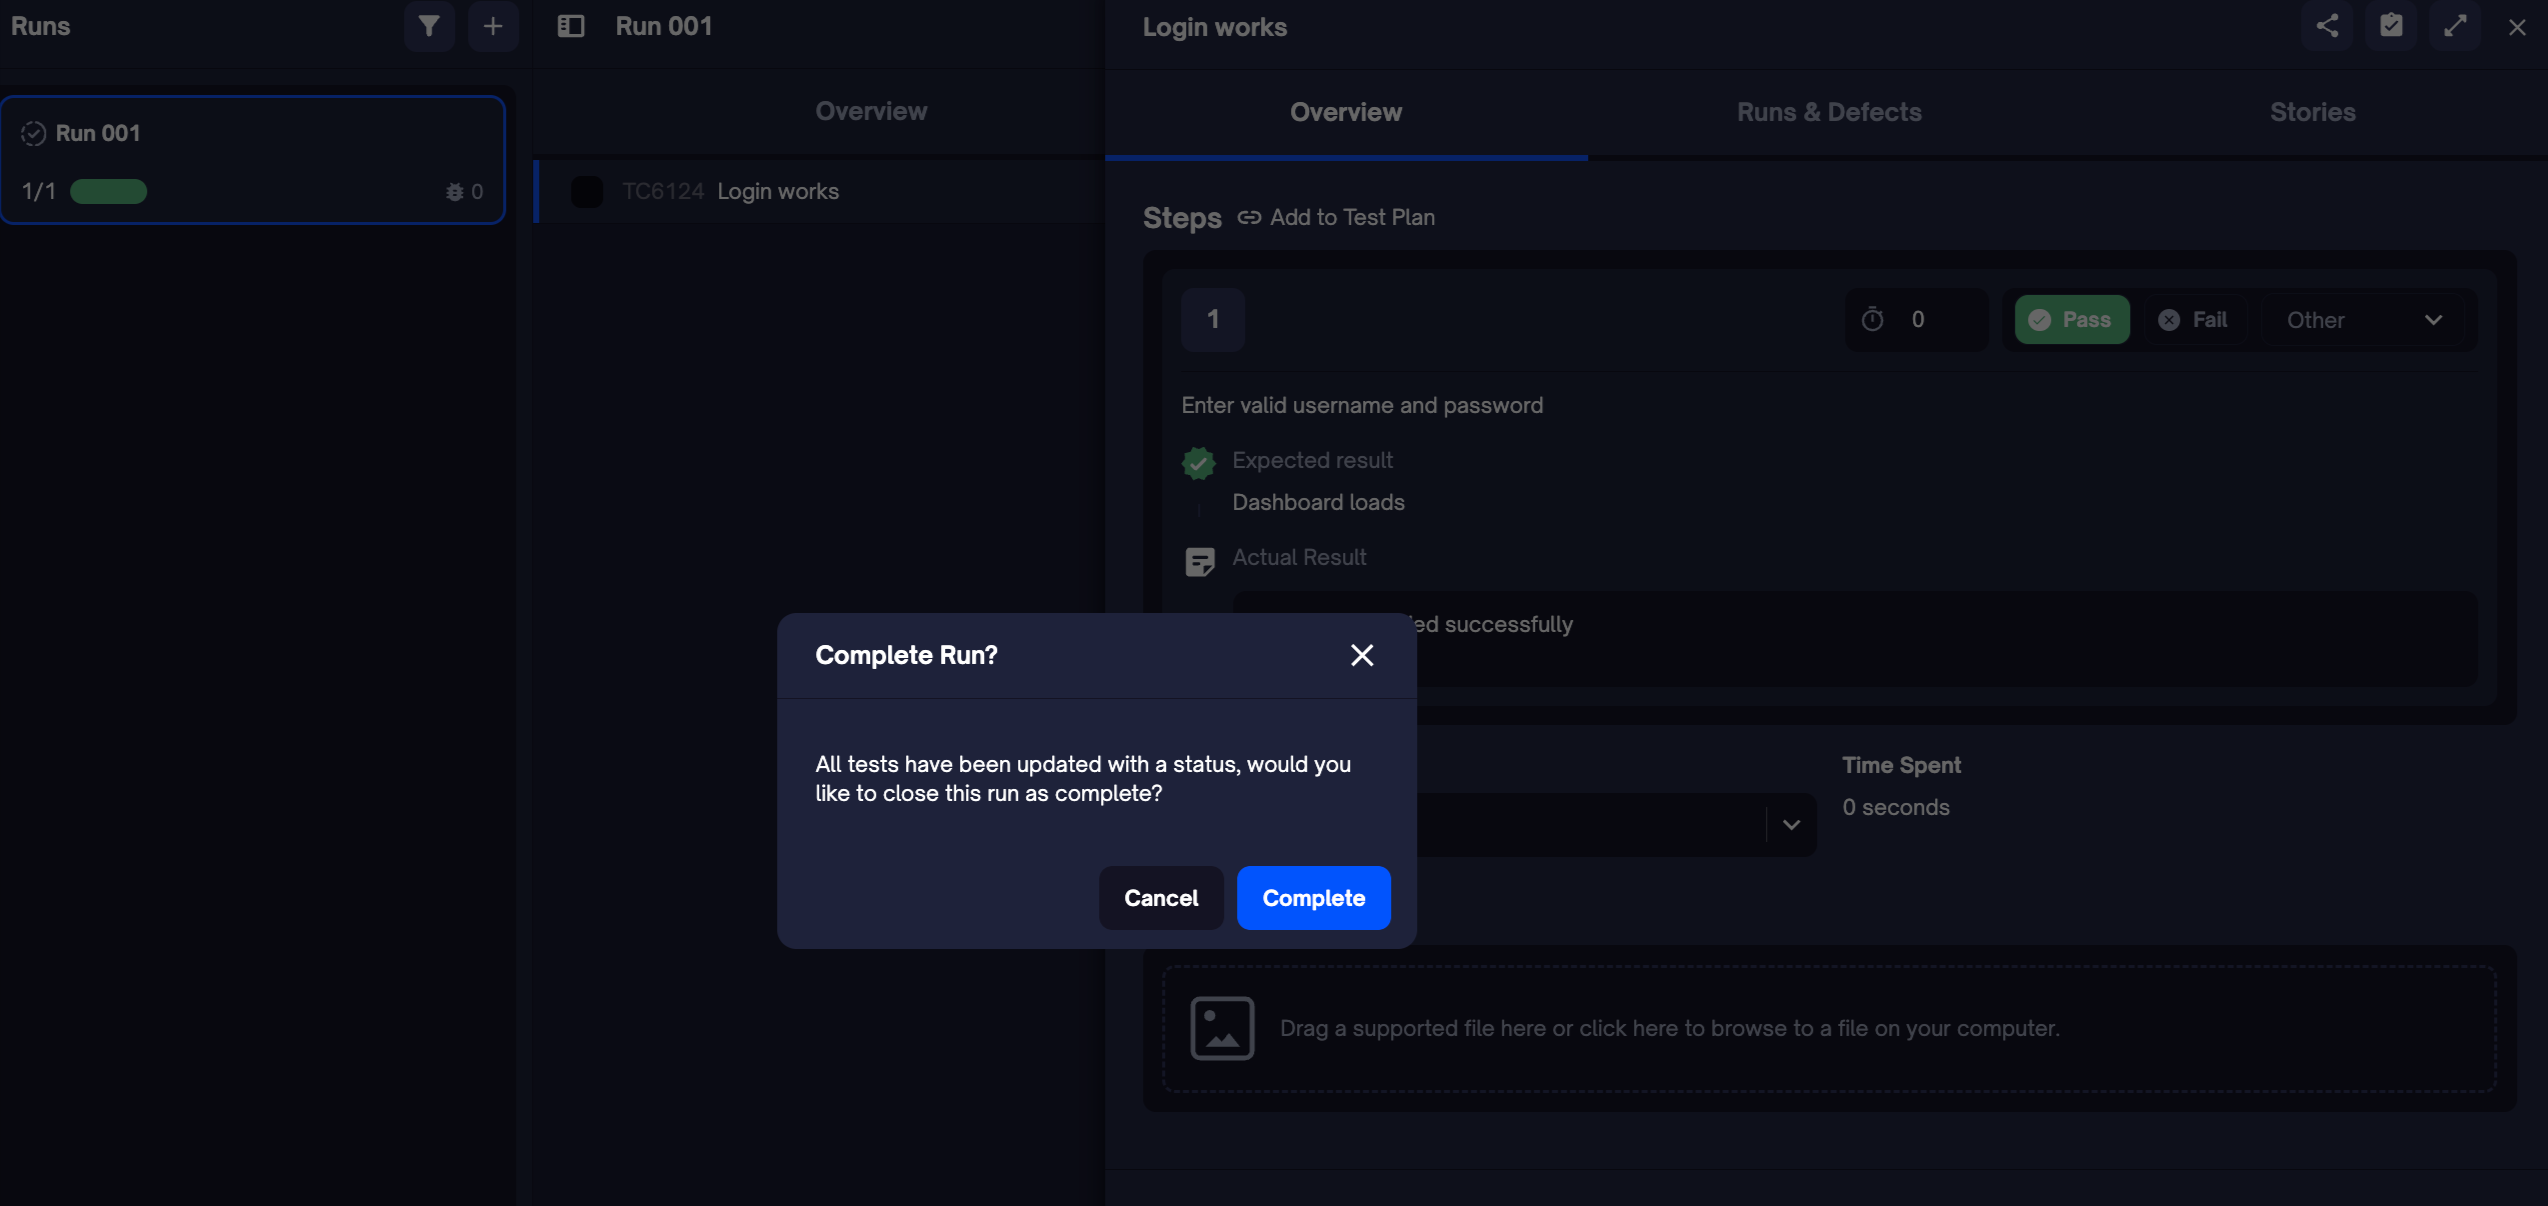 Runs
Run 001
1/1
0
Run 001
Overview
TC6124 Login works
Login works
Overview
Runs & Defects
Stories
Steps
Add to Test Plan
1
0
Pass
Fail
Other
Enter valid username and password
Expected result
Dashboard loads
Actual Result
successfully
Complete Run?
All tests have been updated with a status, would you
like to close this run as complete?
Cancel
Complete
Time Spent
0 seconds
Drag a supported file here or click here to browse to a file on your computer.